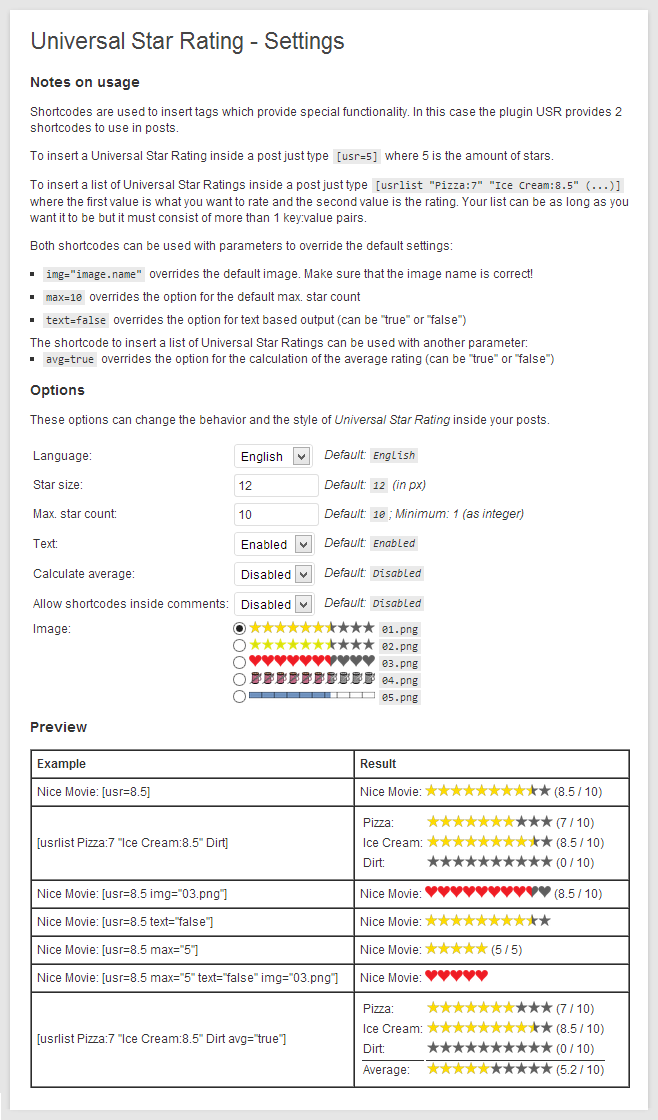 Universal Star Rating - Settings
Notes on usage
Shortcodes are used to insert tags which provide special functionality. In this case the plugin USR provides 2
shortcodes to use in posts.
To insert a Universal Star Rating inside a post just type [usr=5] where 5 is the amount of stars.
To insert a list of Universal Star Ratings inside a post just type [usrlist "Pizza:7" "Ice Cream:8.5" (...)]
where the first value is what you want to rate and the second value is the rating. Your list can be as long as you
want it to be but it must consist of more than 1 key:value pairs.
Both shortcodes can be used with parameters to override the default settings:
img="image.name" overrides the default image. Make sure that the image name is correct!
max=10 overrides the option for the default max. star count
text=false overrides the option for text based output (can be "true" or "false")
The shortcode to insert a list of Universal Star Ratings can be used with another parameter:
avg=true overrides the option for the calculation of the average rating (can be "true" or "false")
Options
These options can change the behavior and the style of Universal Star Rating inside your posts.
Language: English Default: English
Star size: 12 Default: 12 (in px)
Max. star count: 10 Default: 10 ; Minimum: 1 (as integer)
Text: Enabled Default: Enabled
Calculate average: Disabled Default: Disabled
Allow shortcodes inside comments: Disabled Default: Disabled
Image: 01.png
02.png
03.png
04.png
05.png
Preview
Example Result
Nice Movie: [usr=8.5] Nice Movie: (8.5 / 10)
[usrlist Pizza:7 "Ice Cream:8.5" Dirt]
Pizza: (7 / 10)
Ice Cream: (8.5 / 10)
Dirt: (0 / 10)
Nice Movie: [usr=8.5 img="03.png"] Nice Movie: (8.5 / 10)
Nice Movie: [usr=8.5 text="false"] Nice Movie:
Nice Movie: [usr=8.5 max="5"] Nice Movie: (5 / 5)
Nice Movie: [usr=8.5 max="5" text="false" img="03.png"] Nice Movie:
[usrlist Pizza:7 "Ice Cream:8.5" Dirt avg="true"]
Pizza: (7 / 10)
Ice Cream: (8.5 / 10)
Dirt: (0 / 10)
Average: (5.2 / 10)